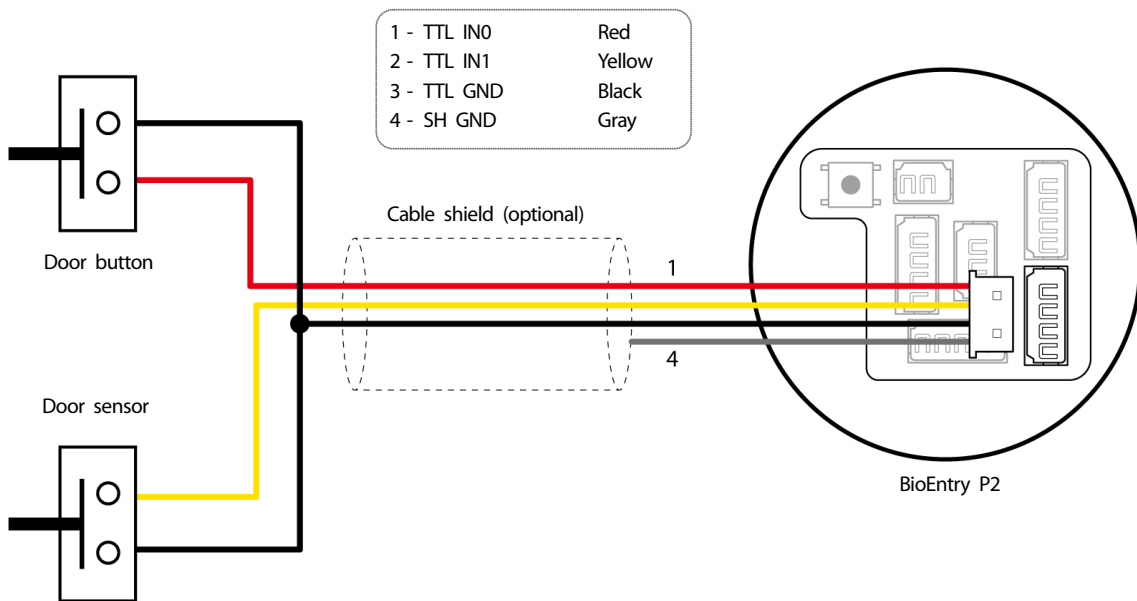 1 - TTL IN0 Red
2 - TTL IN1 Yellow
3 - TTL GND Black
4 - SH GND Gray
Door button
Cable shield (optional)
1
4
Door sensor
BioEntry P2